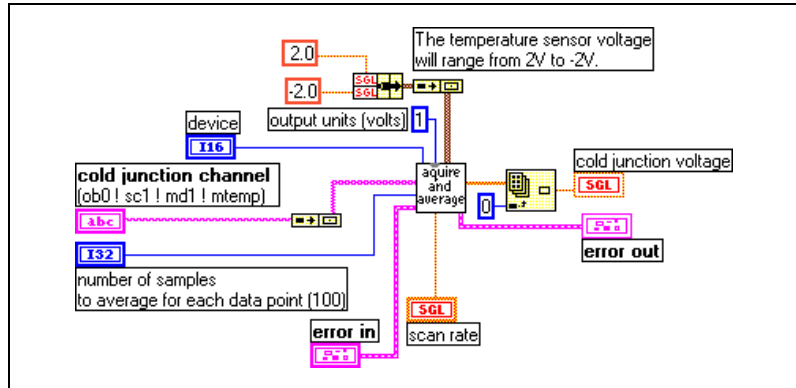 2.0
The temperature sensor voltage
will range from 2V to -2V.
SGL
SGL
-2.0
device
output units (volts)
1
I16
cold junction channel
(ob0 ! sc1 ! md1 ! mtemp)
aquire
and
average
cold junction voltage
SGL
abc
0
I32
error out
number of samples
to average for each data point (100)
SGL
error in
scan rate